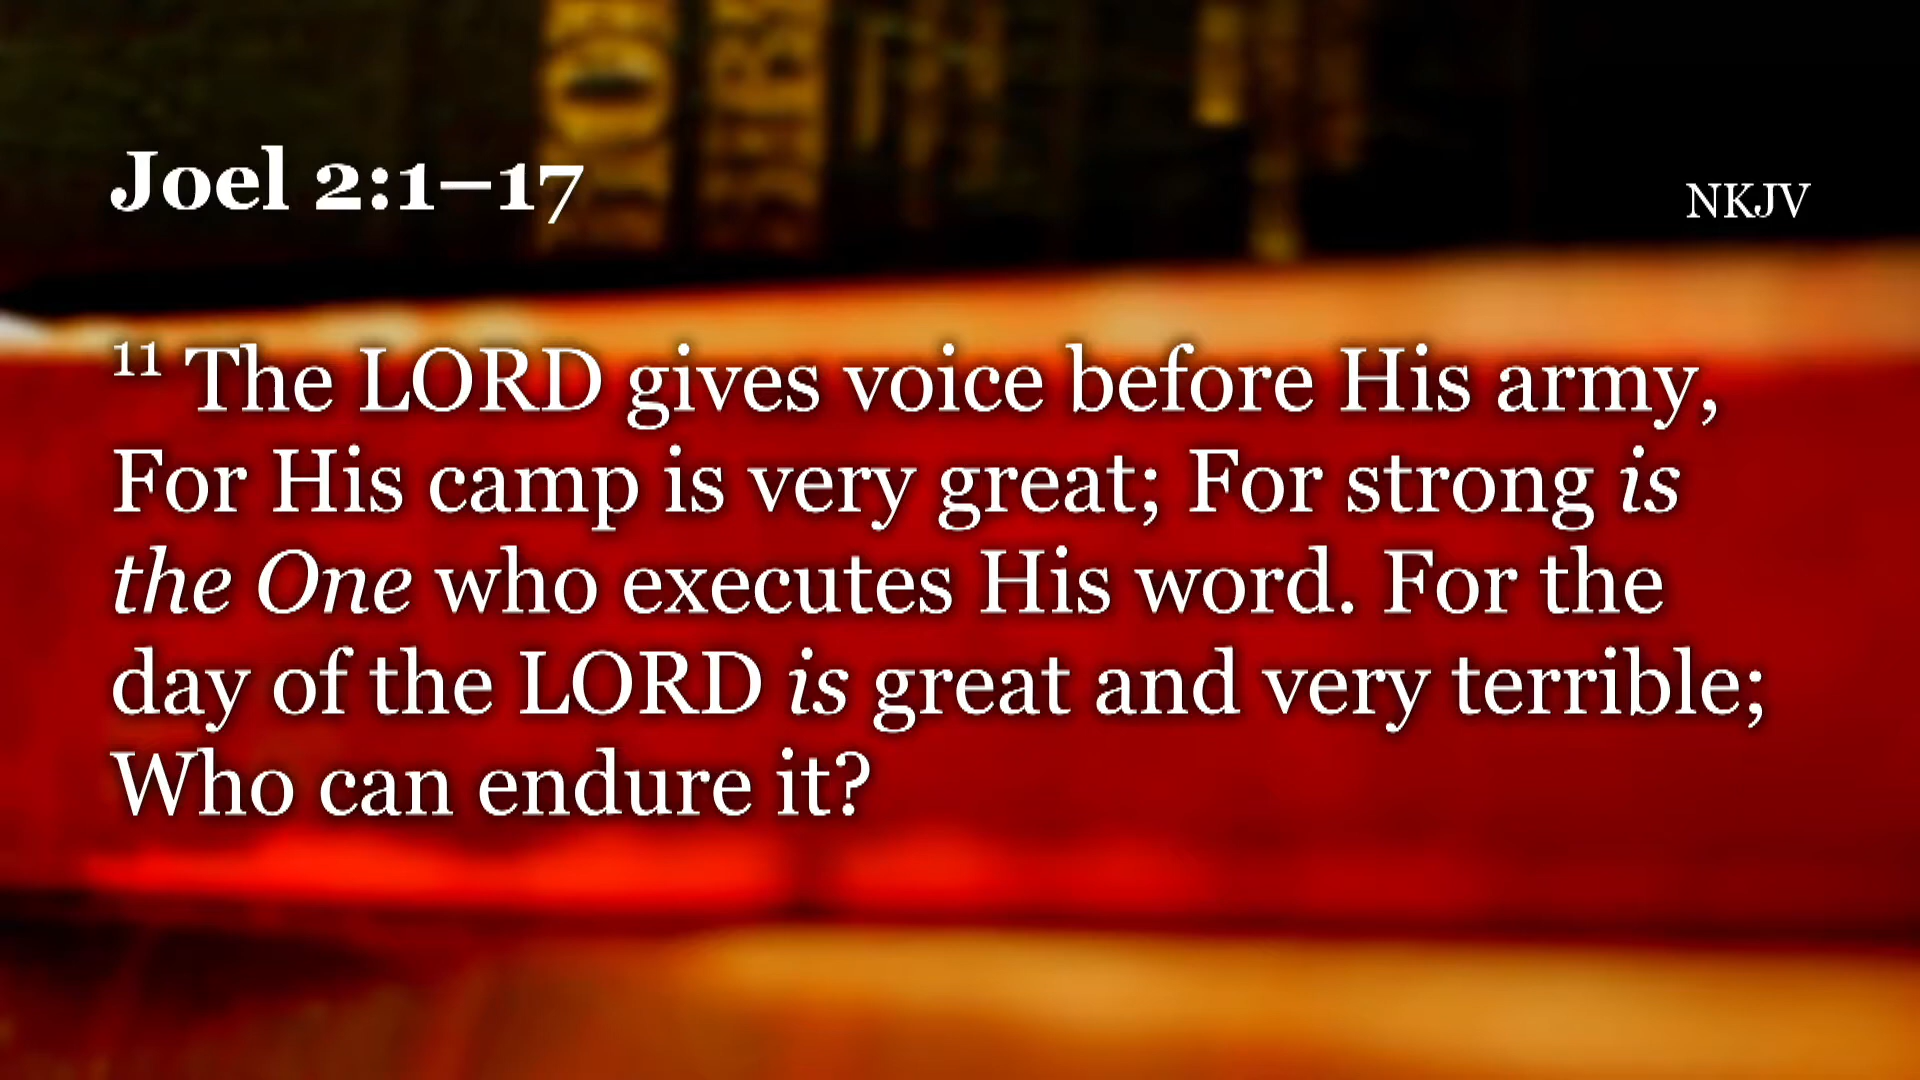 Joel 2:1–17
NKJV
11 The LORD gives voice before His army,
For His camp is very great; For strong is
the One who executes His word. For the
day of the LORD is great and very terrible;
Who can endure it?